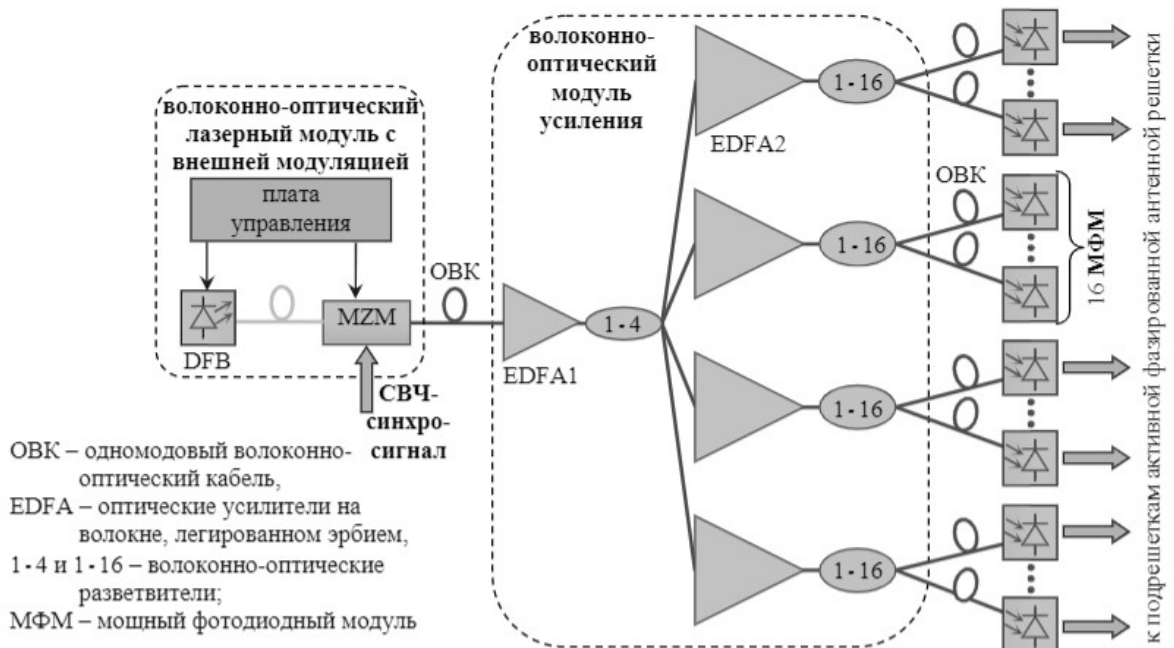 волоконно-оптический
лазерный модуль с
внешней модуляцией
плата
управления
DFB
MZM
СВЧ-
синхро-
сигнал
ОВК
волоконно-
оптический
модуль
усиления
EDFA1
1 - 4
EDFA2
1 - 16
1 - 16
1 - 16
1 - 16
ОВК
16 МФМ
к подрешеткам активной фазированной антенной решетки
ОВК – одномодовый волоконно-
оптический кабель,
EDFA – оптические усилители на
волокне, легированном эрбием,
1 - 4 и 1 - 16 – волоконно-оптические
разветвители;
МФМ – мощный фотодиодный модуль